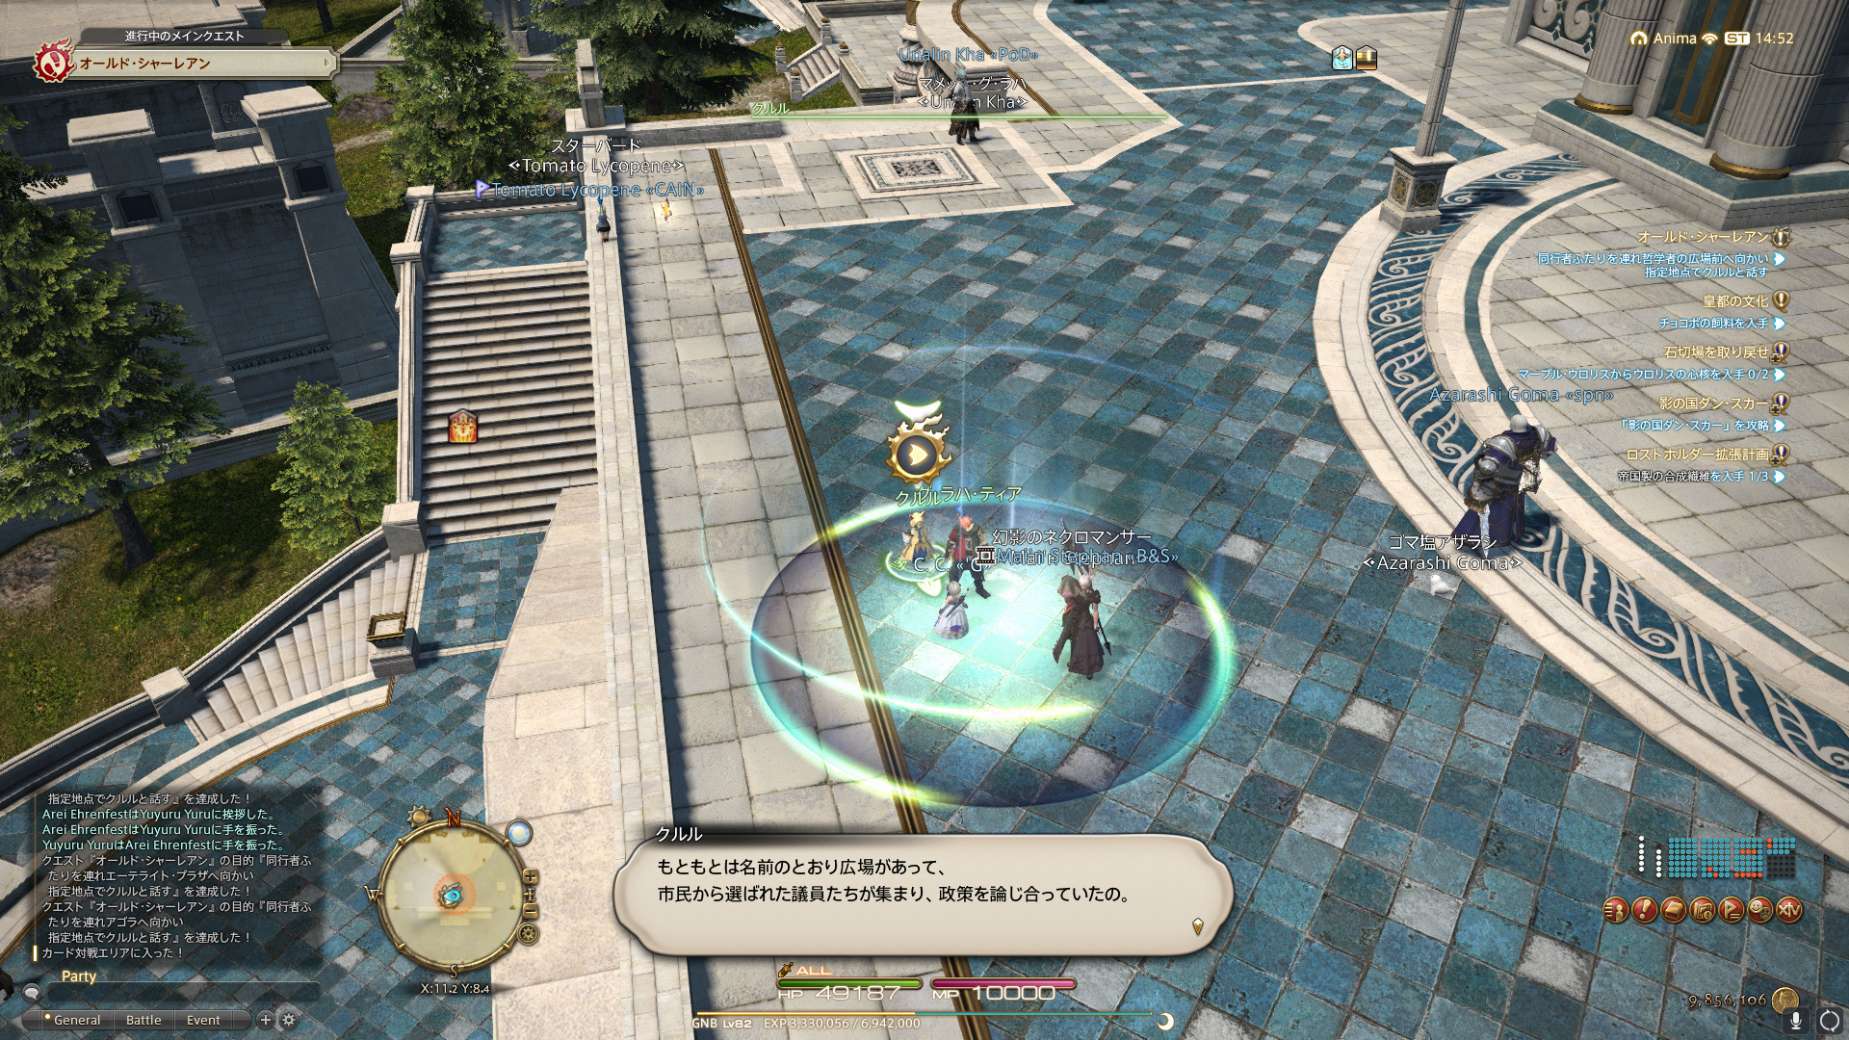 進行中のメインクエスト
オールド・シャーレアン
Anima ST 14:52
Unalin Kha «PoD»
クルル
スターバード
«Tomato Lycopene»
Tomato Lycopene «CAIN»
オールド・シャーレアン
同行者ふたりを連れ哲学者の広場前へ向かい
指定地点でクルルと話す
皇都の文化
チョコボの飼料を入手
石切場を取り戻せ
マーブル・ウロリスからウロリスの心核を入手 0/2
Azarashi Goma «spn»
影の国ダン・スカー
「影の国ダン・スカー」を攻略
ロストホルダー拡張計画
帝国製の合成繊維を入手 1/3
クルル
ラハ・ティア
幻影のネクロマンサー
ゴマ塩アザラシ
«Azarashi Goma»
指定地点でクルルと話す』を達成した！
Arei EhrenfestはYuyuru Yuruに挨拶した。
Arei EhrenfestはYuyuru Yuruに手を振った。
Yuyuru YuruはArei Ehrenfestに手を振った。
クエスト『オールド・シャーレアン』の目的『同行者ふ
たりを連れエーテライト・プラザへ向かい
指定地点でクルルと話す』を達成した！
クエスト『オールド・シャーレアン』の目的『同行者ふ
たりを連れアゴラへ向かい
指定地点でクルルと話す』を達成した！
カード対戦エリアに入った！
Party
General Battle Event
N
W
S
X:11.2 Y:8.4
クルル
もともとは名前のとおり広場があって、
市民から選ばれた議員たちが集まり、政策を論じ合っていたの。
ALL
HP 49187 MP 10000
GNB Lv82 EXP 3,330,056/6,942,000
XIV
9,856,106